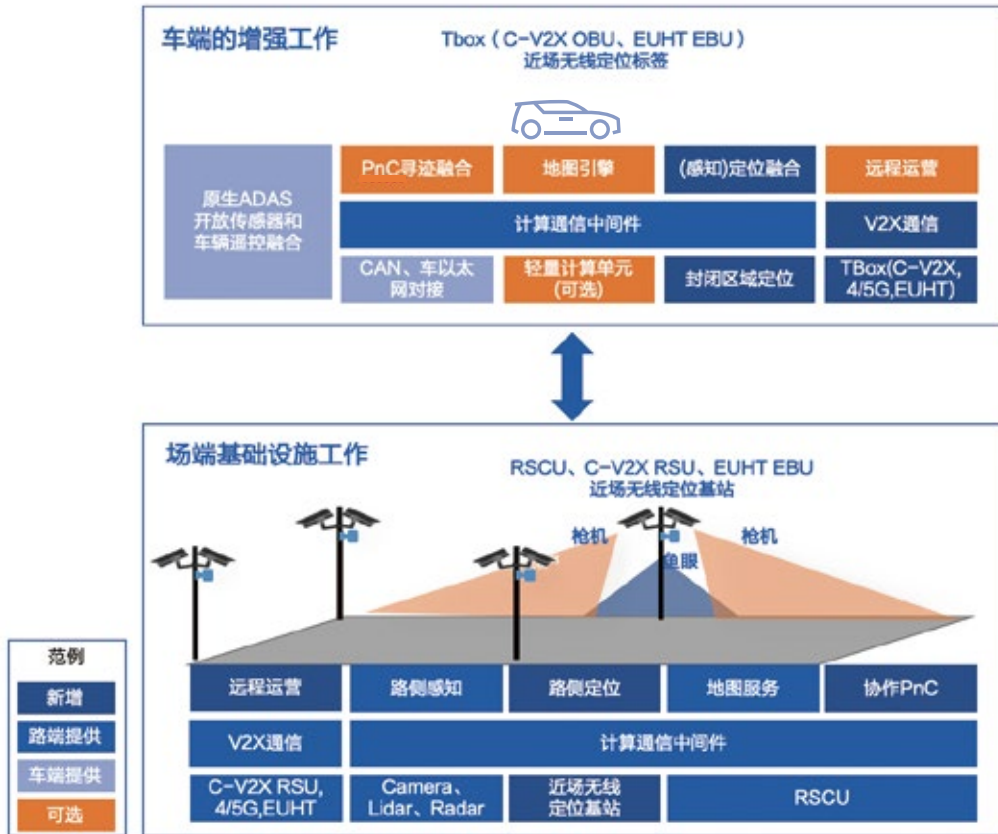 车端的增强工作
Tbox（C-V2X OBU、EUHT EBU）
近场无线定位标签
原生ADAS
开放传感器和
车辆遥控融合
PnC寻迹融合
地图引擎
(感知)定位融合
远程运营
计算通信中间件
V2X通信
CAN、车以太
网对接
轻量计算单元
(可选)
封闭区域定位
TBox(C-V2X,
4/5G,EUHT)
场端基础设施工作
RSCU、C-V2X RSU、EUHT EBU
近场无线定位基站
枪机
鱼眼
枪机
范例
新增
路端提供
车端提供
可选
远程运营
路侧感知
路侧定位
地图服务
协作PnC
V2X通信
计算通信中间件
C-V2X RSU,
4/5G,EUHT
Camera、
Lidar、Radar
近场无线
定位基站
RSCU